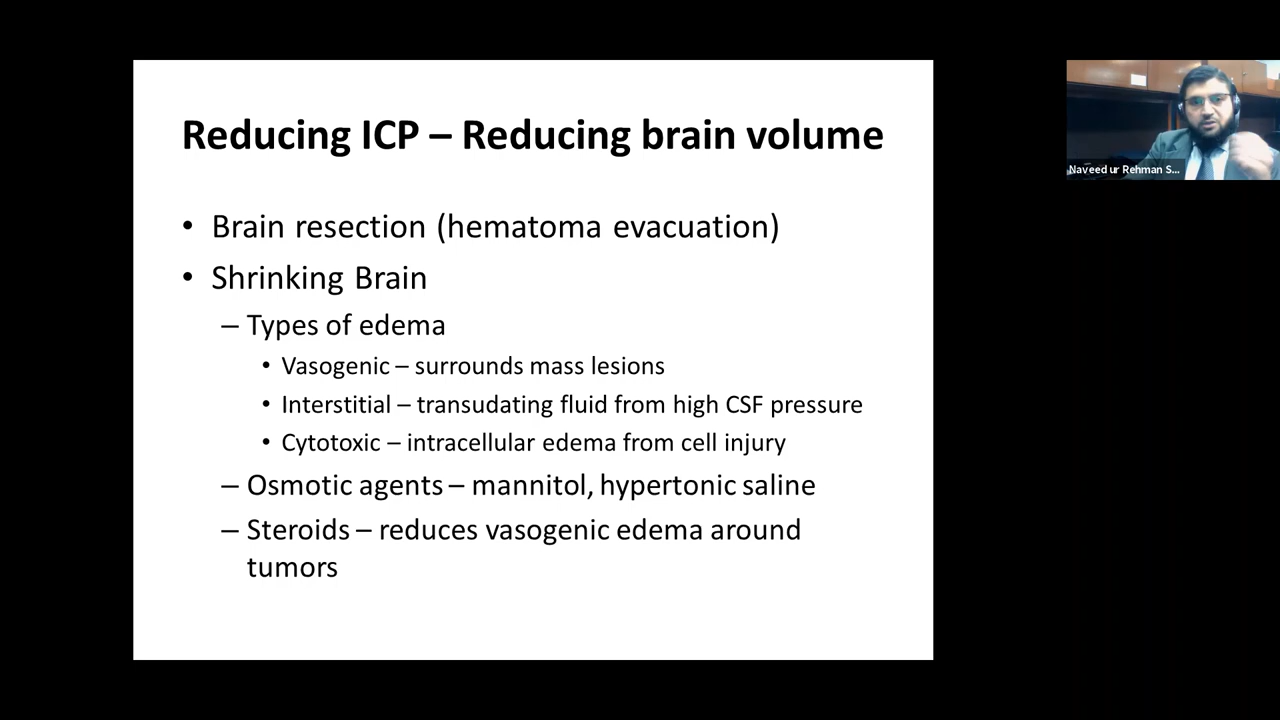 Reducing ICP – Reducing brain volume
• Brain resection (hematoma evacuation)
• Shrinking Brain
– Types of edema
• Vasogenic – surrounds mass lesions
• Interstitial – transudating fluid from high CSF pressure
• Cytotoxic – intracellular edema from cell injury
– Osmotic agents – mannitol, hypertonic saline
– Steroids – reduces vasogenic edema around
tumors
Naveed ur Rehman S...